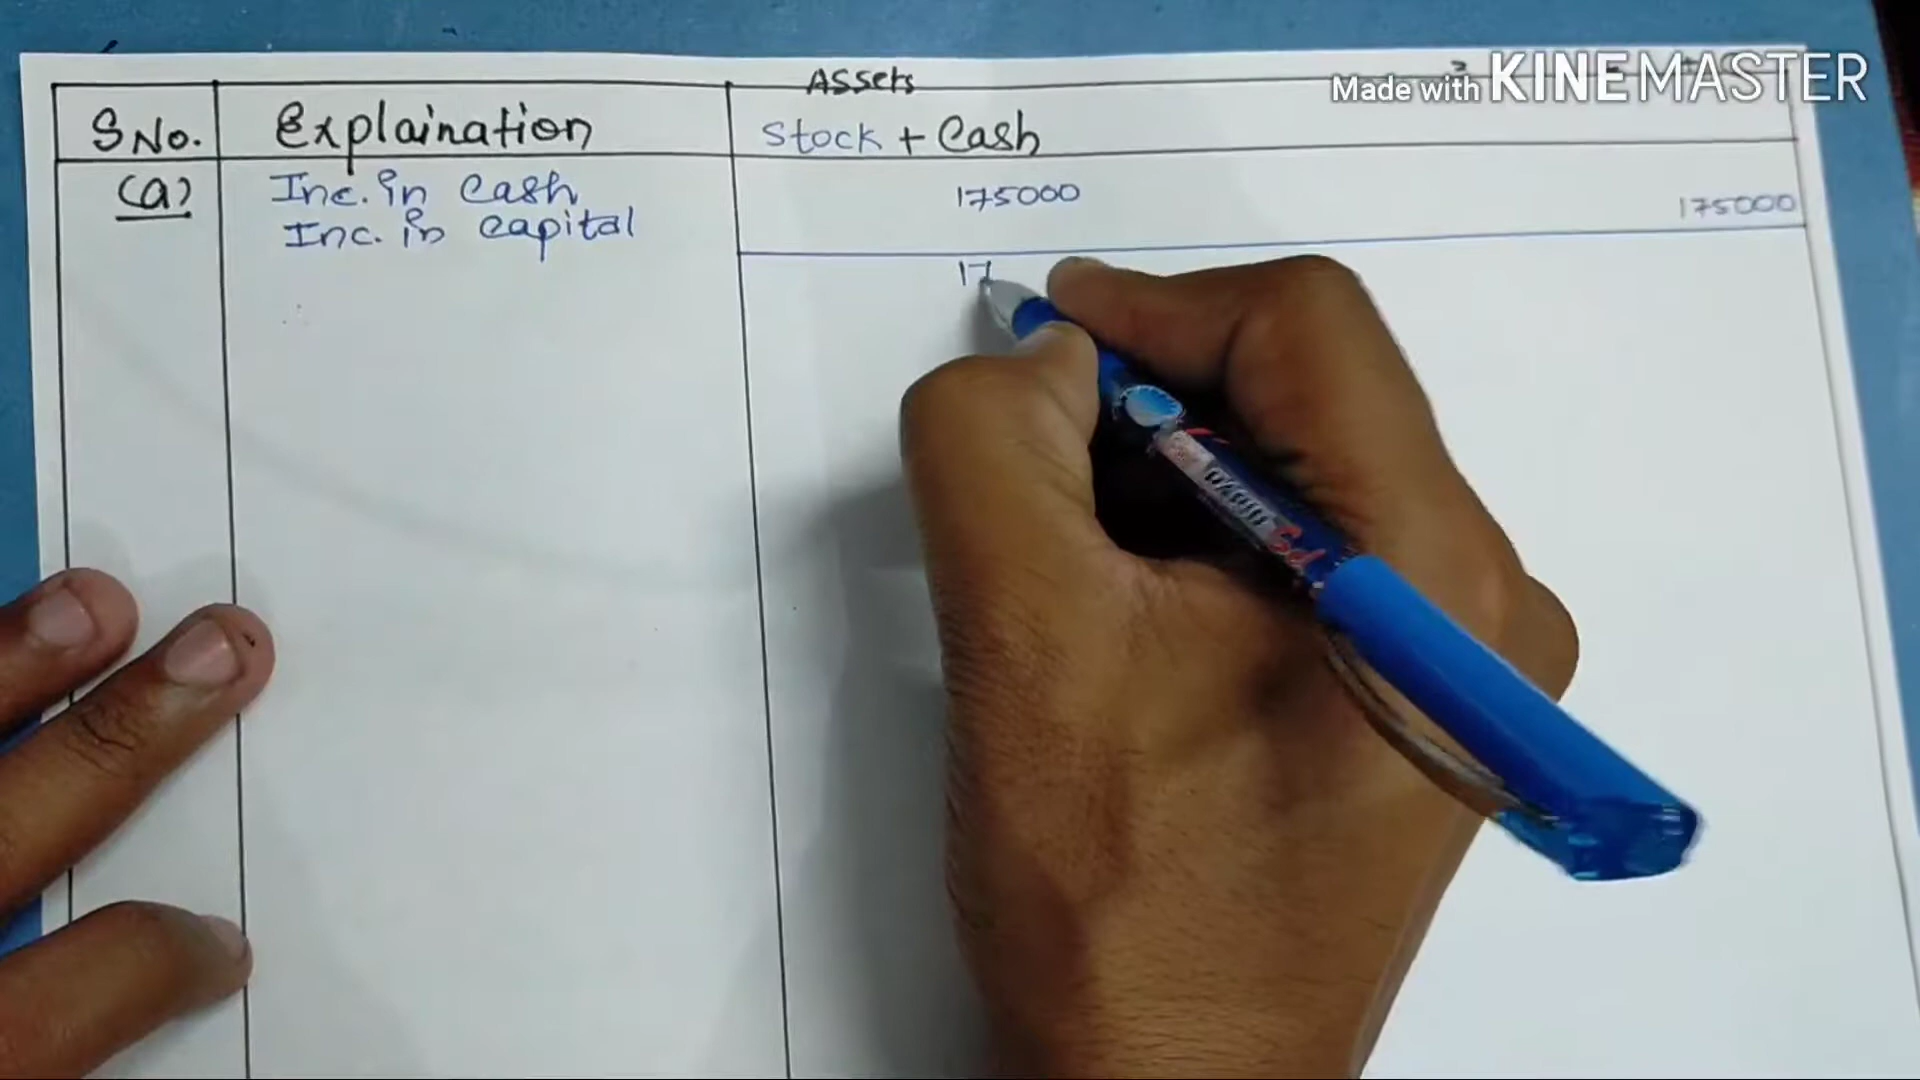 Made with KINEMASTER
Assets
S No. Explaination Stock + Cash
(a) Inc. in Cash 175000 175000
Inc. in capital
17